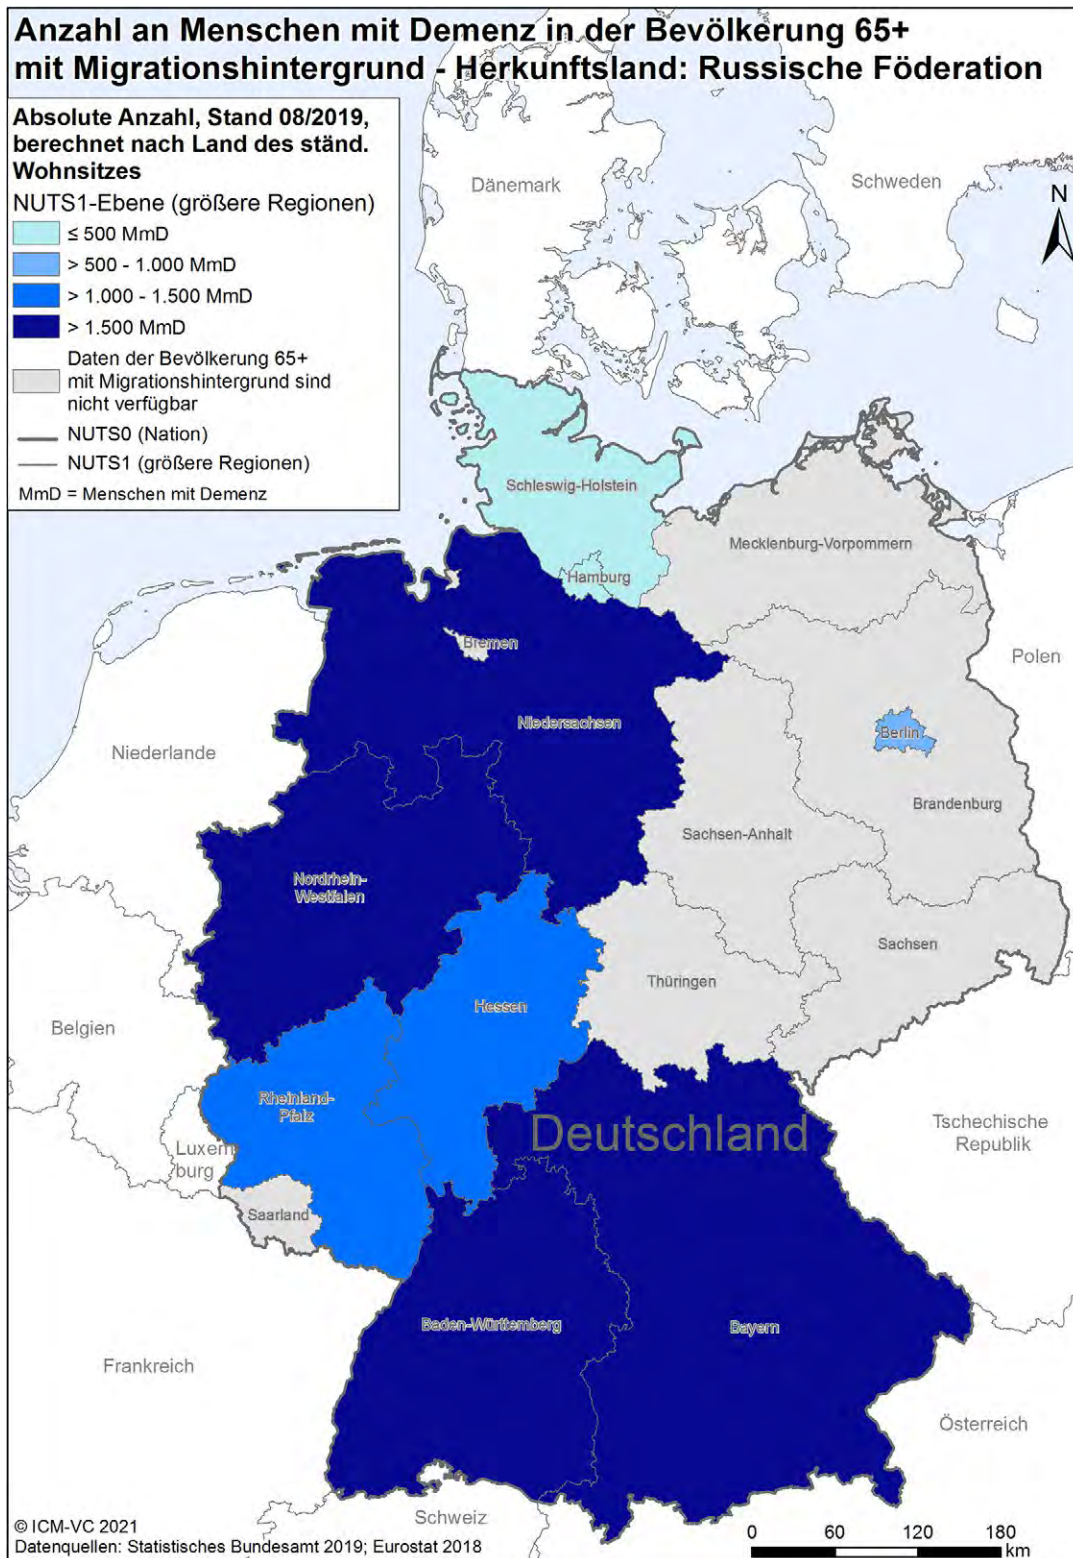 Anzahl an Menschen mit Demenz in der Bevölkerung 65+
mit Migrationshintergrund - Herkunftsland: Russische Föderation
Absolute Anzahl, Stand 08/2019,
berechnet nach Land des ständ.
Wohnsitzes
NUTS1-Ebene (größere Regionen)
≤ 500 MmD
> 500 - 1.000 MmD
> 1.000 - 1.500 MmD
> 1.500 MmD
Daten der Bevölkerung 65+
mit Migrationshintergrund sind
nicht verfügbar
NUTS0 (Nation)
NUTS1 (größere Regionen)
MmD = Menschen mit Demenz
Dänemark
Schweden
N
Schleswig-Holstein
Mecklenburg-Vorpommern
Hamburg
Bremen
Polen
Niedersachsen
Berlin
Niederlande
Brandenburg
Sachsen-Anhalt
Nordrhein-
Westfalen
Sachsen
Thüringen
Hessen
Belgien
Rheinland-
Pfalz
Deutschland
Tschechische
Republik
Luxem
burg
Saarland
Baden-Württemberg
Bayern
Frankreich
Österreich
Schweiz
© ICM-VC 2021
Datenquellen: Statistisches Bundesamt 2019; Eurostat 2018
0 60 120 180
km